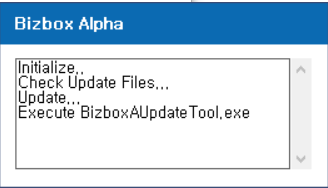 Bizbox Alpha
Initialize,,
Check Update Files,,,
Update,,,
Execute BizboxAUpdateTool,exe